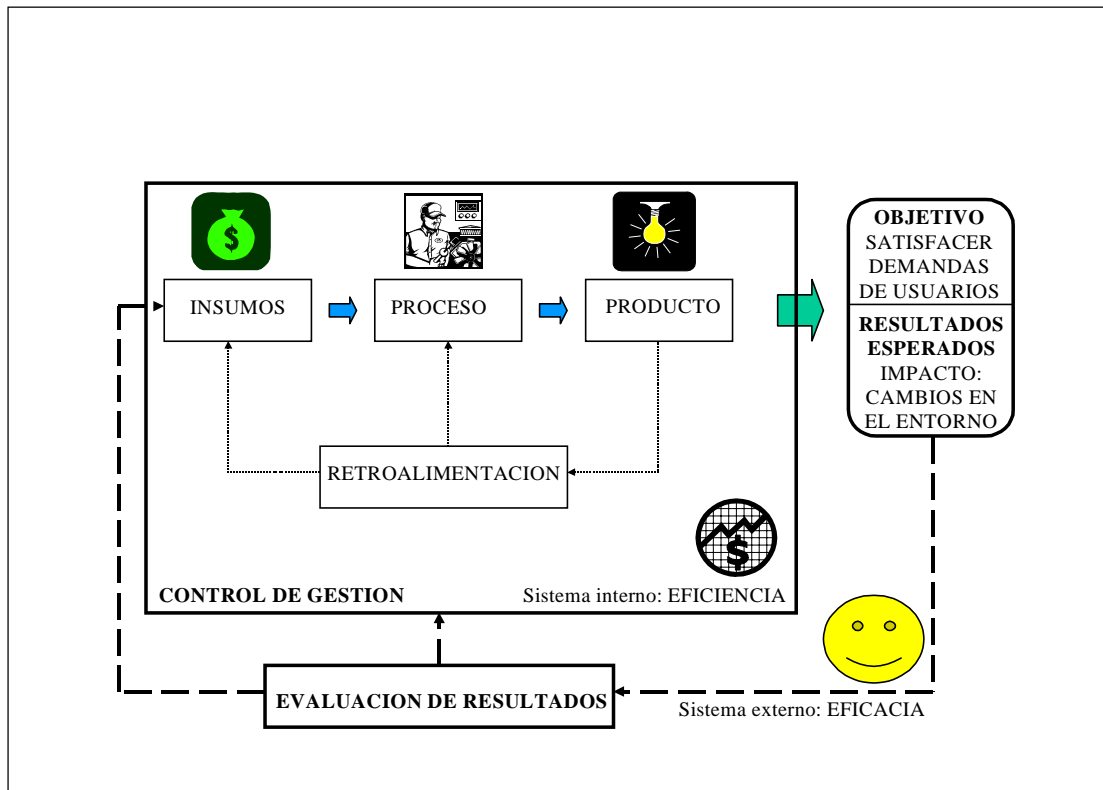 INSUMOS
PROCESO
PRODUCTO
RETROALIMENTACION
CONTROL DE GESTION
Sistema interno: EFICIENCIA
OBJETIVO
SATISFACER
DEMANDAS
DE USUARIOS
RESULTADOS
ESPERADOS
IMPACTO:
CAMBIOS EN
EL ENTORNO
EVALUACION DE RESULTADOS
Sistema externo: EFICACIA
$
$